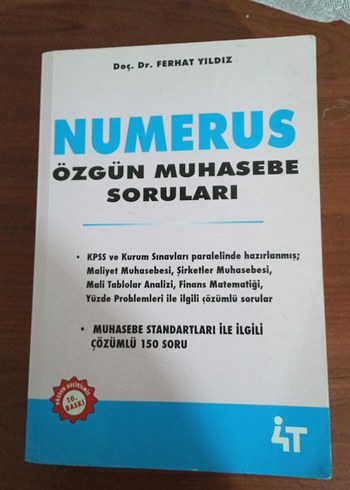 Doç. Dr. FERHAT YILDIZ
NUMERUS
ÖZGÜN MUHASEBE
SORULARI
• KPSS ve Kurum Sınavları paralelinde hazırlanmış;
Maliyet Muhasebesi, Şirketler Muhasebesi,
Mali Tablolar Analizi, Finans Matematiği,
Yüzde Problemleri ile ilgili çözümlü sorular
• MUHASEBE STANDARTLARI İLE İLGİLİ
ÇÖZÜMLÜ 150 SORU
10.
BASKI
4T